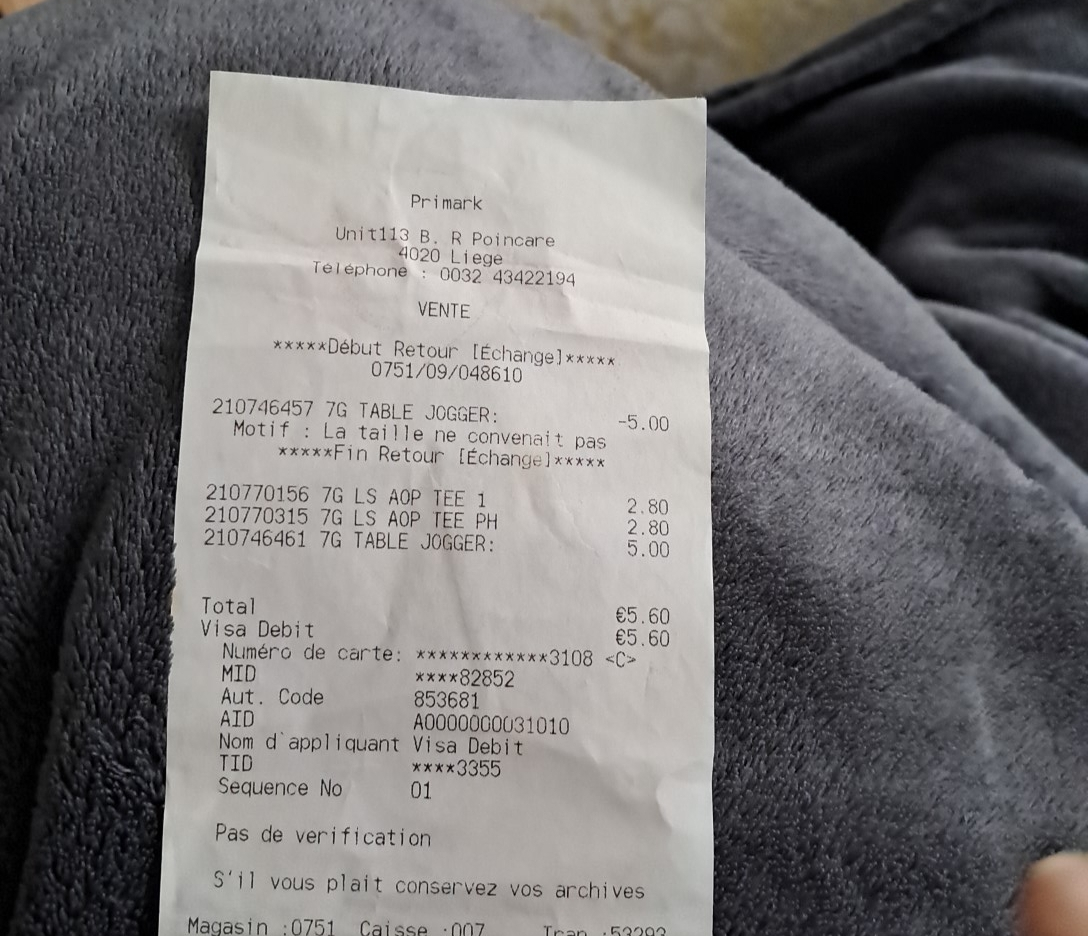 Primark
Unit113 B, R Poincare
4020 Liege
Téléphone : 0032 43422194
VENTE
*****Début Retour [Échange]*****
0751/09/048610
210746457 7G TABLE JOGGER: -5.00
Motif : La taille ne convenait pas
*****Fin Retour [Échange]*****
210770156 7G LS AOP TEE 1 2.80
210770315 7G LS AOP TEE PH 2.80
210746461 7G TABLE JOGGER: 5.00
Total €5.60
Visa Debit €5.60
Numéro de carte: ************3108 <C>
MID ****82852
Aut. Code 853681
AID A0000000031010
Nom d`appliquant Visa Debit
TID ****3355
Sequence No 01
Pas de verification
S'il vous plait conservez vos archives
Magasin :0751 Caisse :007 Tran :53293